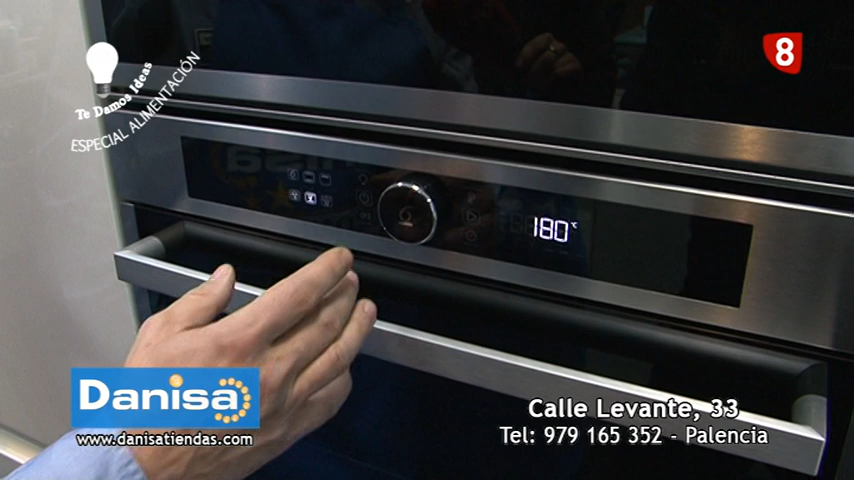 Te Damos Ideas
ESPECIAL ALIMENTACIÓN
8
180°C
Danisa
www.danisatiendas.com
Calle Levante, 33
Tel: 979 165 352 - Palencia